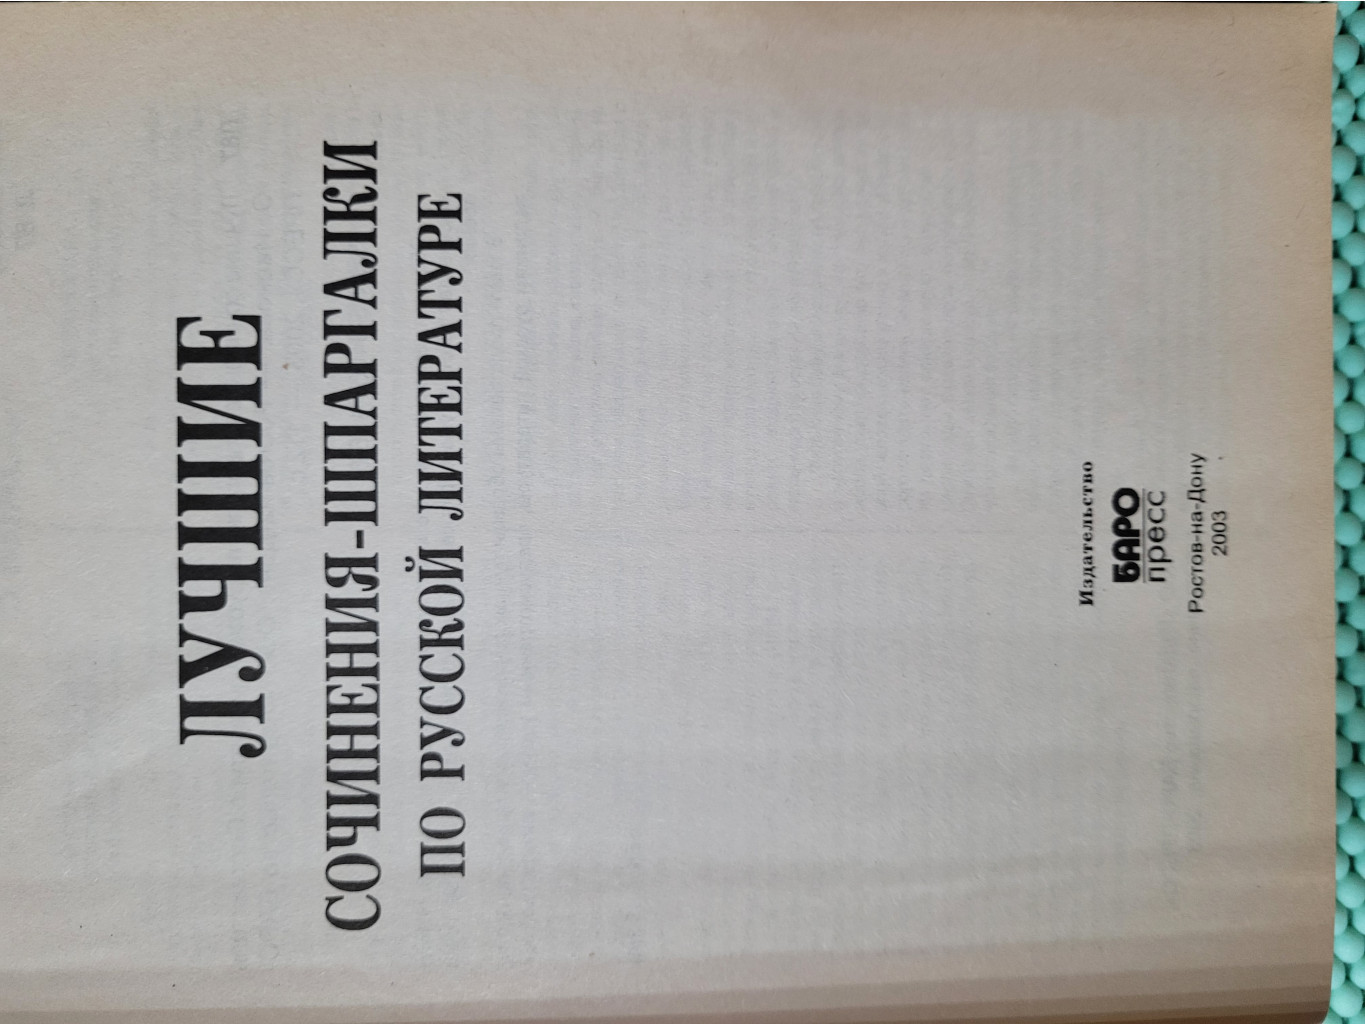 ЛУЧШИЕ
СОЧИНЕНИЯ-ШПАРГАЛКИ
ПО РУССКОЙ ЛИТЕРАТУРЕ
Издательство
БАРО
пресс
Ростов-на-Дону
2003